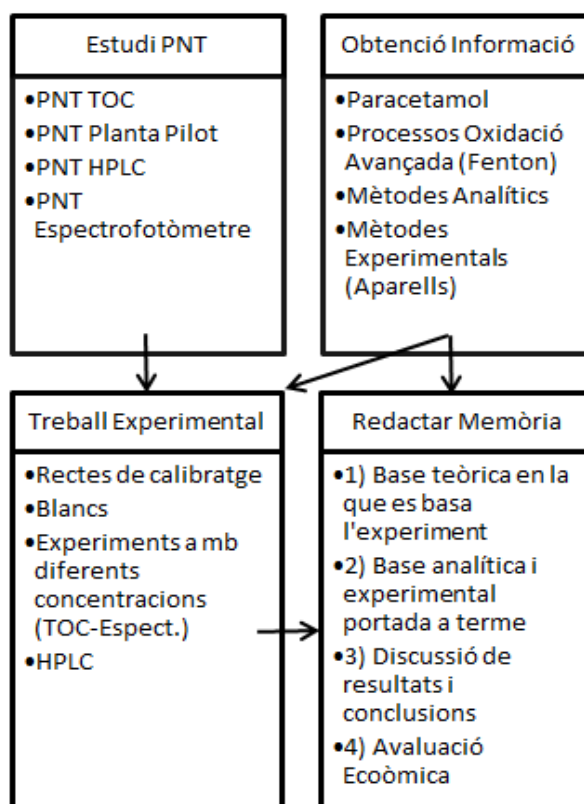 Estudi PNT
•PNT TOC
•PNT Planta Pilot
•PNT HPLC
•PNT
Espectrofotòmetre
Obtenció Informació
•Paracetamol
•Processos Oxidació
Avançada (Fenton)
•Mètodes Analítics
•Mètodes
Experimentals
(Aparells)
Treball Experimental
•Rectes de calibratge
•Blancs
•Experiments a mb
diferents
concentracions
(TOC-Espect.)
•HPLC
Redactar Memòria
•1) Base teòrica en la
que es basa
l'experiment
•2) Base analítica i
experimental
portada a terme
•3) Discussió de
resultats i
conclusions
•4) Avaluació
Ecoòmica